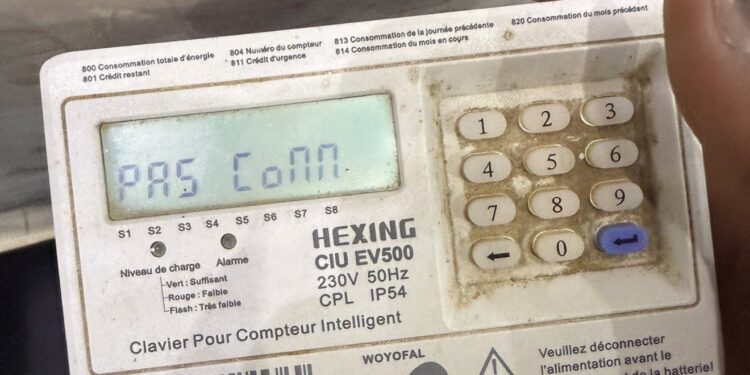 800 Consommation totale d'énergie
801 Crédit restant
804 Numéro du compteur
811 Crédit d'urgence
813 Consommation de la journée précédente
814 Consommation du mois en cours
820 Consommation du mois précédent
PAS ConN
S1 S2 S3 S4 S5 S6 S7 S8
Niveau de charge
Alarme
Vert : Suffisant
Rouge : Faible
Flash : Très faible
HEXING
CIU EV500
230V 50Hz
CPL IP54
Clavier Pour Compteur Intelligent
1 2 3
4 5 6
7 8 9
0
WOYOFAL
Veuillez déconnecter
l'alimentation avant le
de la batterie!